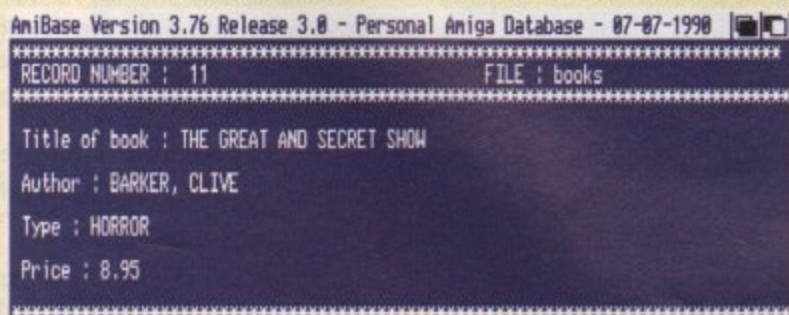 AmiBase Version 3.76 Release 3.0 - Personal Amiga Database - 07-07-1990
********************************************************************************
RECORD NUMBER : 11 FILE : books
********************************************************************************
Title of book : THE GREAT AND SECRET SHOW
Author : BARKER, CLIVE
Type : HORROR
Price : 8.95
********************************************************************************